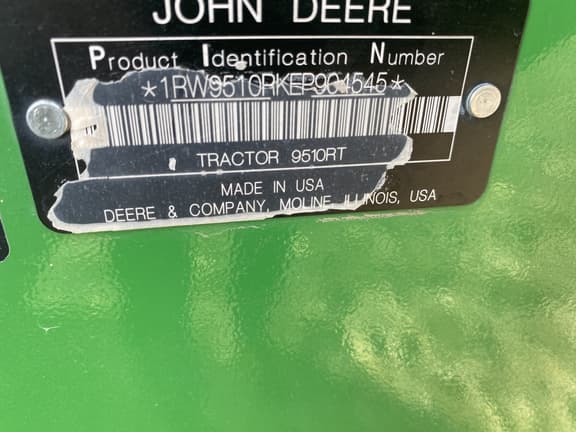 JOHN DEERE
Product Identification Number
*1RW9510RKEP904545*
TRACTOR 9510RT
MADE IN USA
DEERE & COMPANY, MOLINE, ILLINOIS, USA